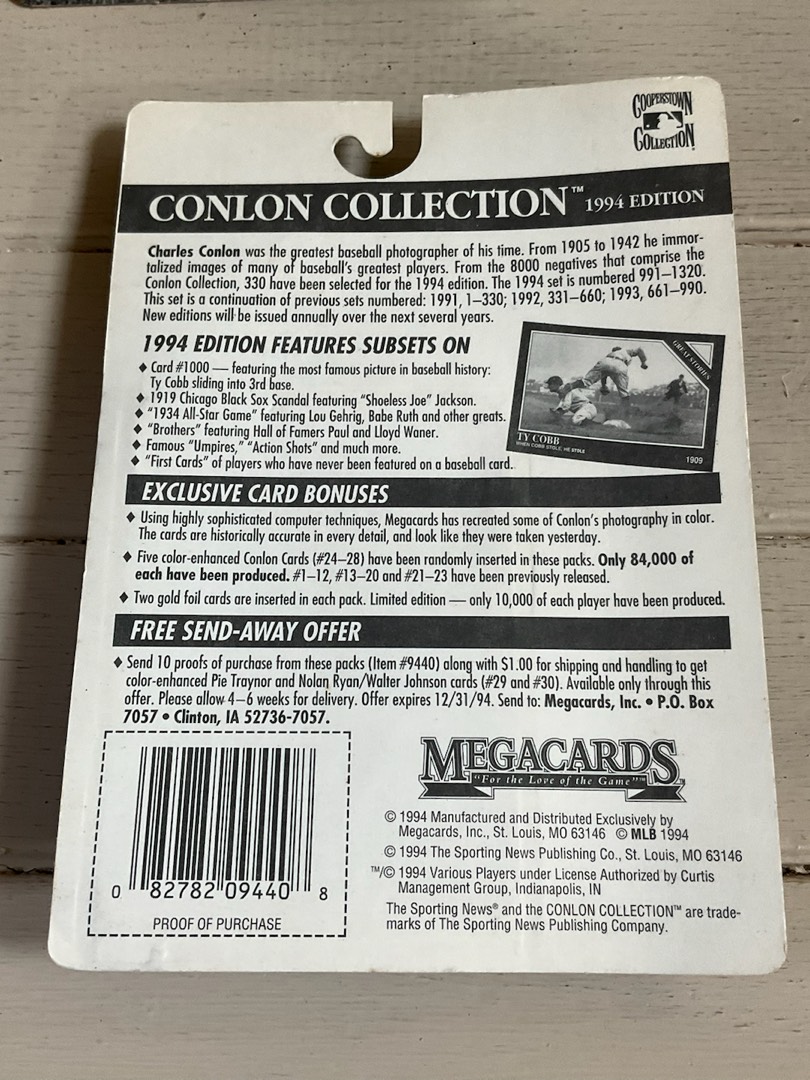 COOPERSTOWN
COLLECTION
CONLON COLLECTION™ 1994 EDITION
Charles Conlon was the greatest baseball photographer of his time. From 1905 to 1942 he immor-
talized images of many of baseball's greatest players. From the 8000 negatives that comprise the
Conlon Collection, 330 have been selected for the 1994 edition. The 1994 set is numbered 991–1320.
This set is a continuation of previous sets numbered: 1991, 1–330; 1992, 331–660; 1993, 661–990.
New editions will be issued annually over the next several years.
1994 EDITION FEATURES SUBSETS ON
♦ Card #1000 — featuring the most famous picture in baseball history:
Ty Cobb sliding into 3rd base.
♦ 1919 Chicago Black Sox Scandal featuring "Shoeless Joe" Jackson.
♦ "1934 All-Star Game" featuring Lou Gehrig, Babe Ruth and other greats.
♦ "Brothers" featuring Hall of Famers Paul and Lloyd Waner.
♦ Famous "Umpires," "Action Shots" and much more.
♦ "First Cards" of players who have never been featured on a baseball card.
GREAT STORIES
TY COBB
WHEN COBB STOLE, HE STOLE
1909
EXCLUSIVE CARD BONUSES
♦ Using highly sophisticated computer techniques, Megacards has recreated some of Conlon's photography in color.
The cards are historically accurate in every detail, and look like they were taken yesterday.
♦ Five color-enhanced Conlon Cards (#24–28) have been randomly inserted in these packs. Only 84,000 of
each have been produced. #1–12, #13–20 and #21–23 have been previously released.
♦ Two gold foil cards are inserted in each pack. Limited edition — only 10,000 of each player have been produced.
FREE SEND-AWAY OFFER
♦ Send 10 proofs of purchase from these packs (Item #9440) along with $1.00 for shipping and handling to get
color-enhanced Pie Traynor and Nolan Ryan/Walter Johnson cards (#29 and #30). Available only through this
offer. Please allow 4–6 weeks for delivery. Offer expires 12/31/94. Send to: Megacards, Inc. • P.O. Box
7057 • Clinton, IA 52736-7057.
0 82782 09440 8
PROOF OF PURCHASE
MEGACARDS
"For the Love of the Game"™
© 1994 Manufactured and Distributed Exclusively by
Megacards, Inc., St. Louis, MO 63146 © MLB 1994
© 1994 The Sporting News Publishing Co., St. Louis, MO 63146
™/© 1994 Various Players under License Authorized by Curtis
Management Group, Indianapolis, IN
The Sporting News® and the CONLON COLLECTION™ are trade-
marks of The Sporting News Publishing Company.